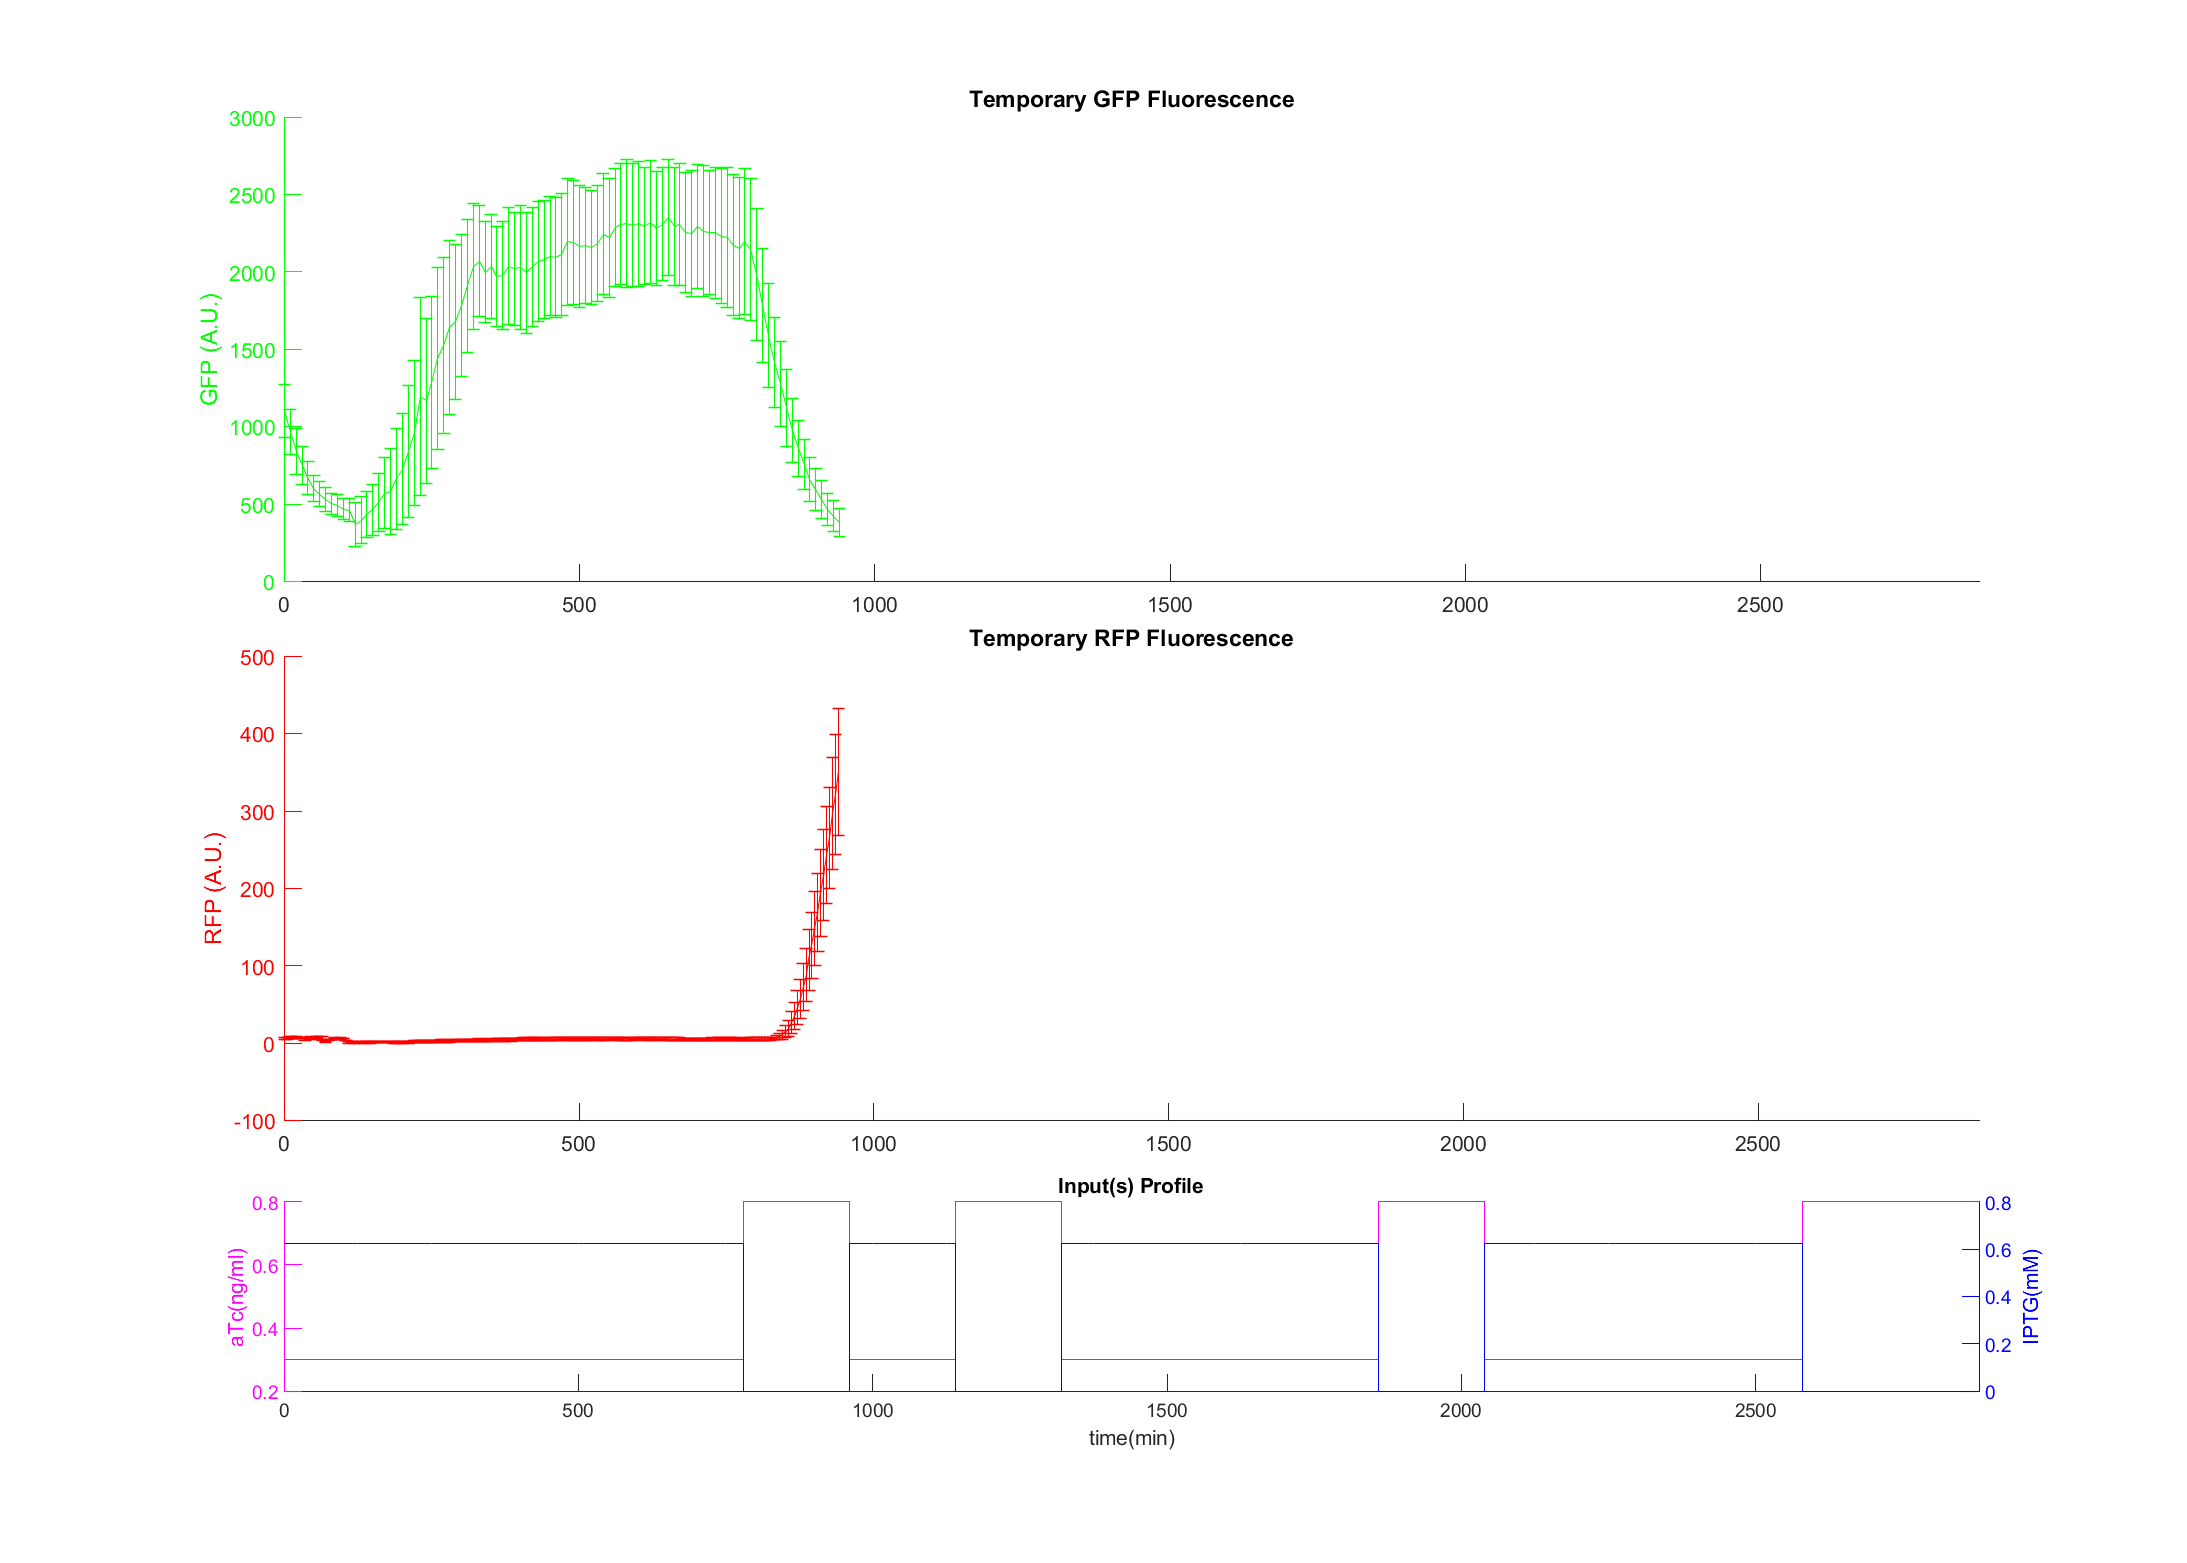 Temporary GFP Fluorescence
3000
2500
2000
1500
1000
500
0
GFP (A.U.)
0 500 1000 1500 2000 2500
Temporary RFP Fluorescence
500
400
300
200
100
0
-100
RFP (A.U.)
0 500 1000 1500 2000 2500
Input(s) Profile
0.8
0.6
0.4
0.2
aTc(ng/ml)
0.8
0.6
0.4
0.2
0
IPTG(mM)
0 500 1000 1500 2000 2500
time(min)